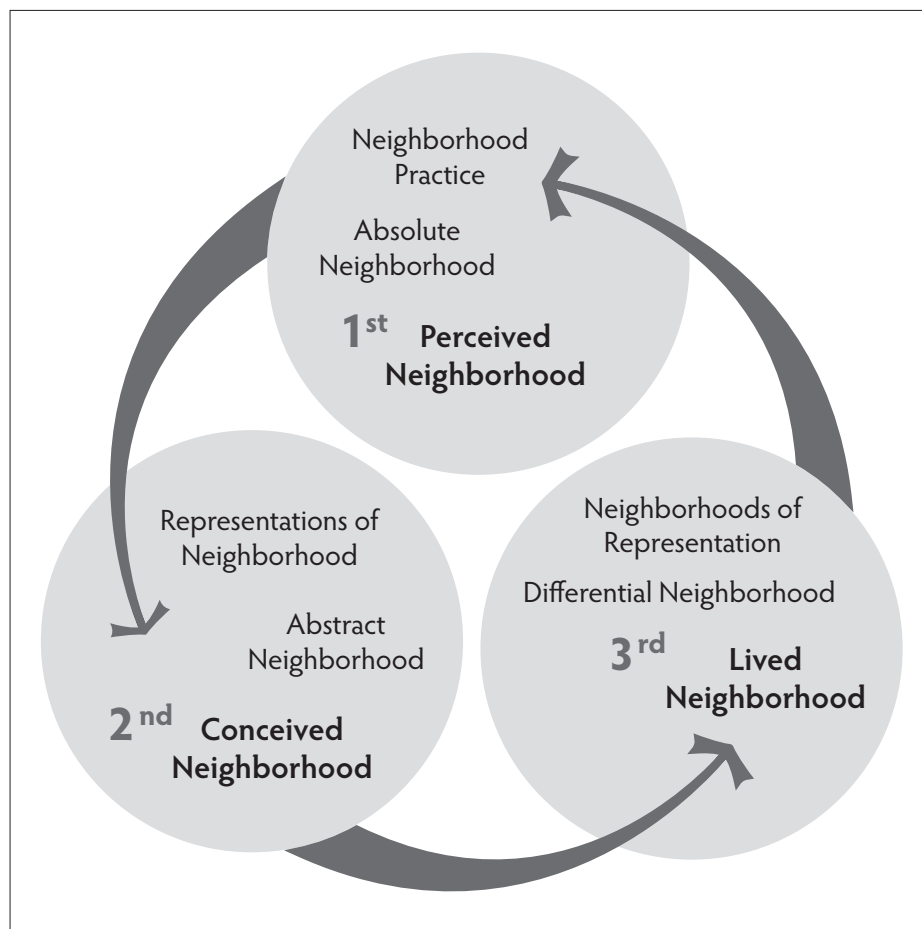 Neighborhood
Practice
Absolute
Neighborhood
1st Perceived
Neighborhood
Representations of
Neighborhood
Abstract
Neighborhood
2nd Conceived
Neighborhood
Neighborhoods of
Representation
Differential Neighborhood
3rd Lived
Neighborhood